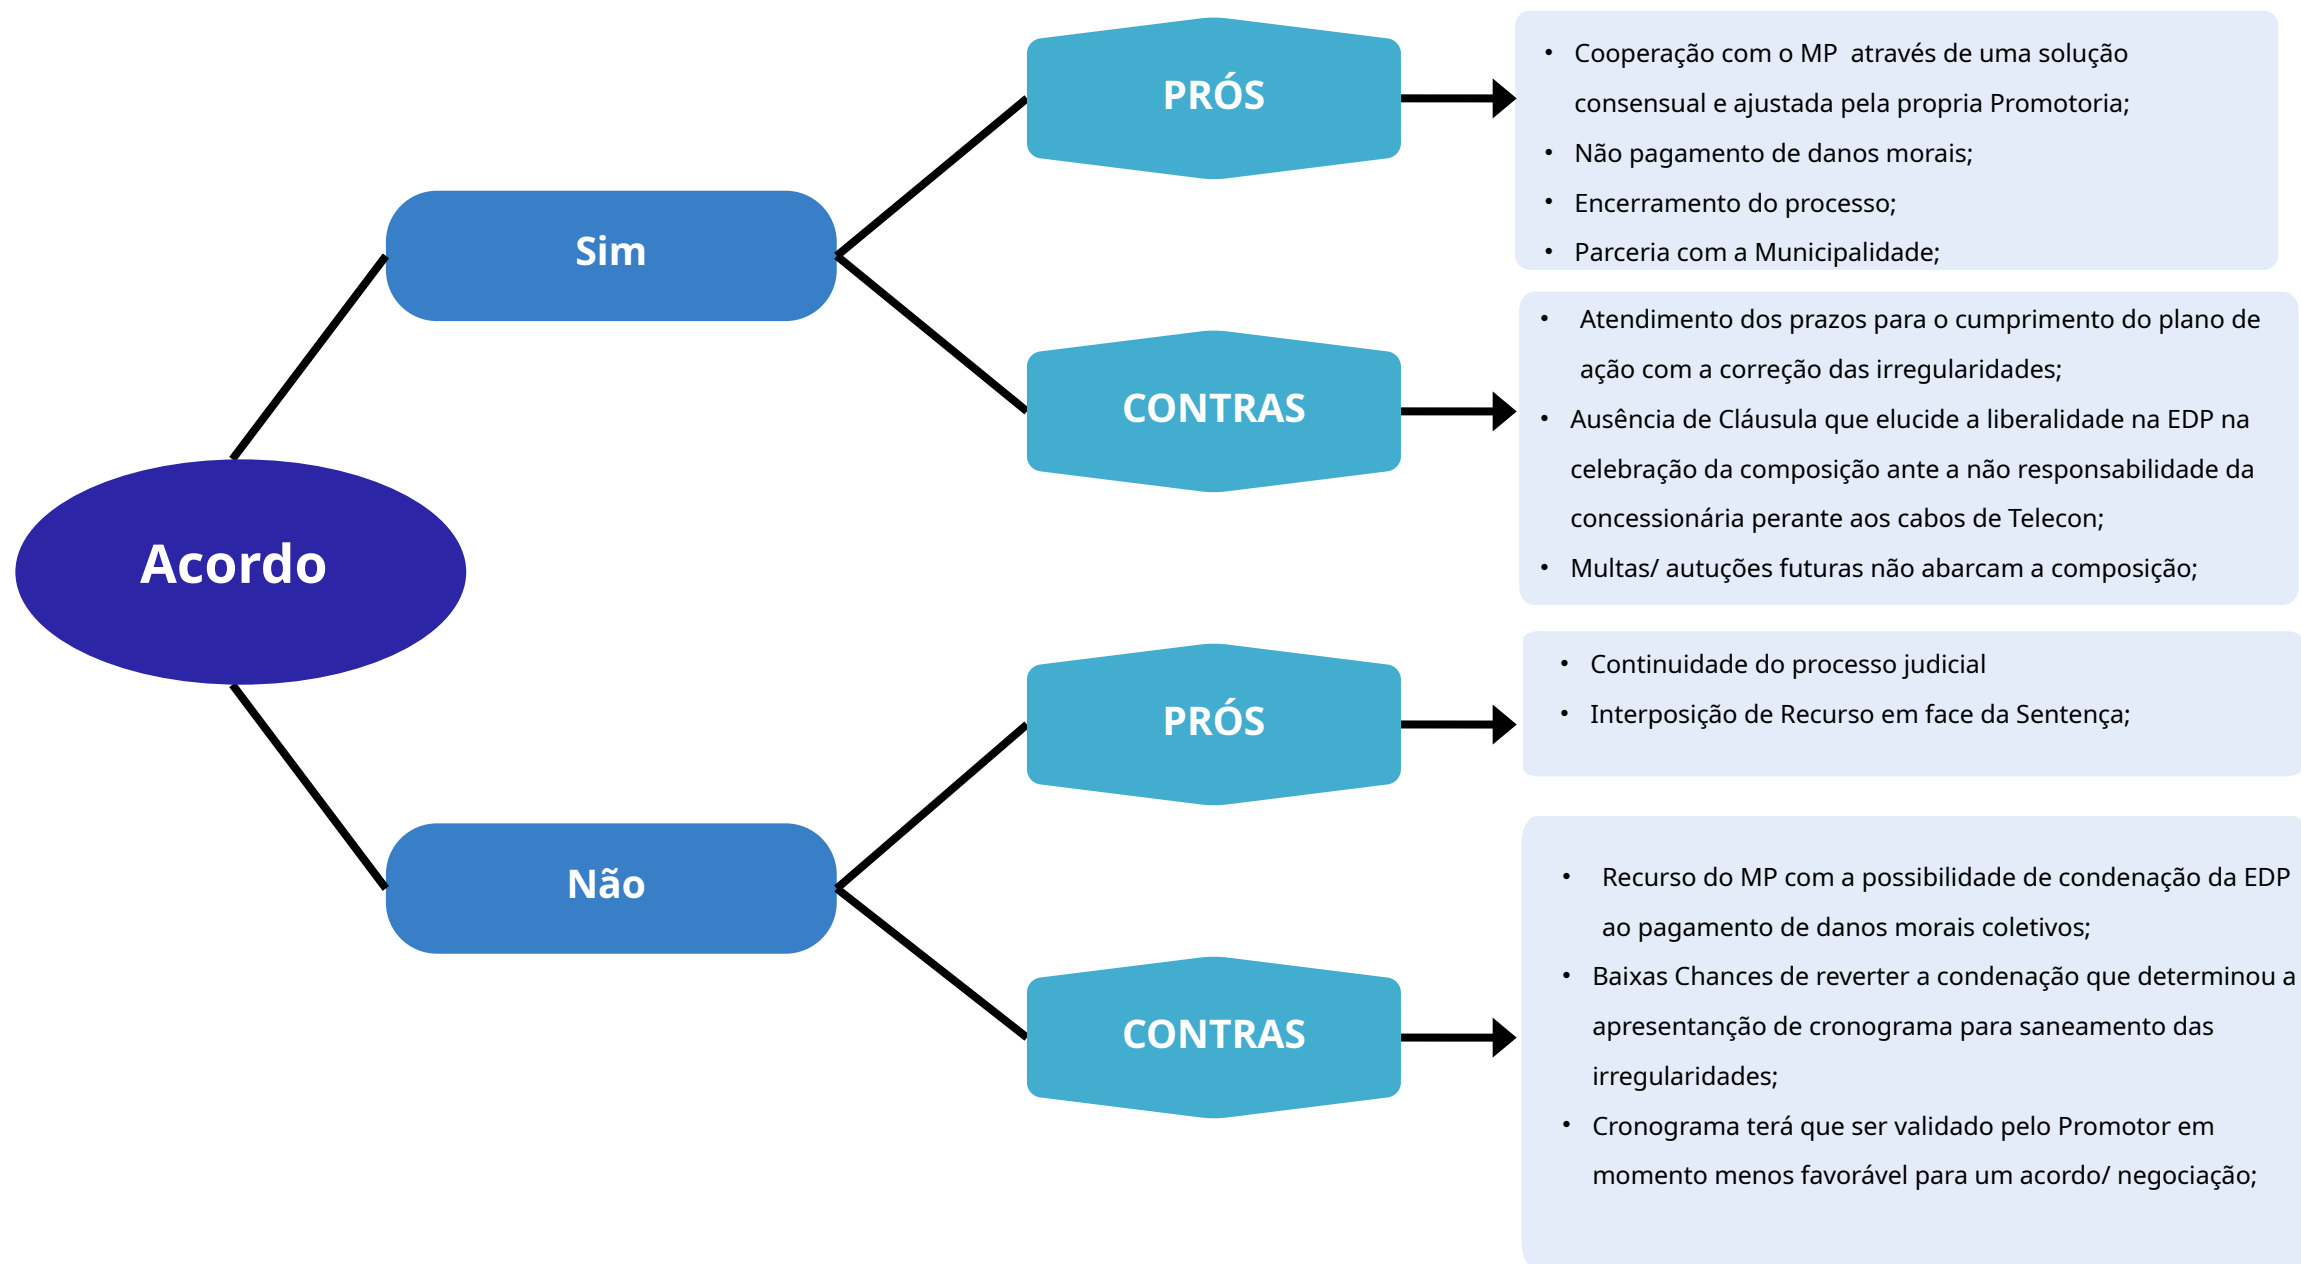 Acordo
Sim
PRÓS
• Cooperação com o MP através de uma solução
consensual e ajustada pela propria Promotoria;
• Não pagamento de danos morais;
• Encerramento do processo;
• Parceria com a Municipalidade;
CONTRAS
• Atendimento dos prazos para o cumprimento do plano de
ação com a correção das irregularidades;
• Ausência de Cláusula que elucide a liberalidade na EDP na
celebração da composição ante a não responsabilidade da
concessionária perante aos cabos de Telecon;
• Multas/ autuções futuras não abarcam a composição;
Não
PRÓS
• Continuidade do processo judicial
• Interposição de Recurso em face da Sentença;
CONTRAS
• Recurso do MP com a possibilidade de condenação da EDP
ao pagamento de danos morais coletivos;
• Baixas Chances de reverter a condenação que determinou a
apresentanção de cronograma para saneamento das
irregularidades;
• Cronograma terá que ser validado pelo Promotor em
momento menos favorável para um acordo/ negociação;